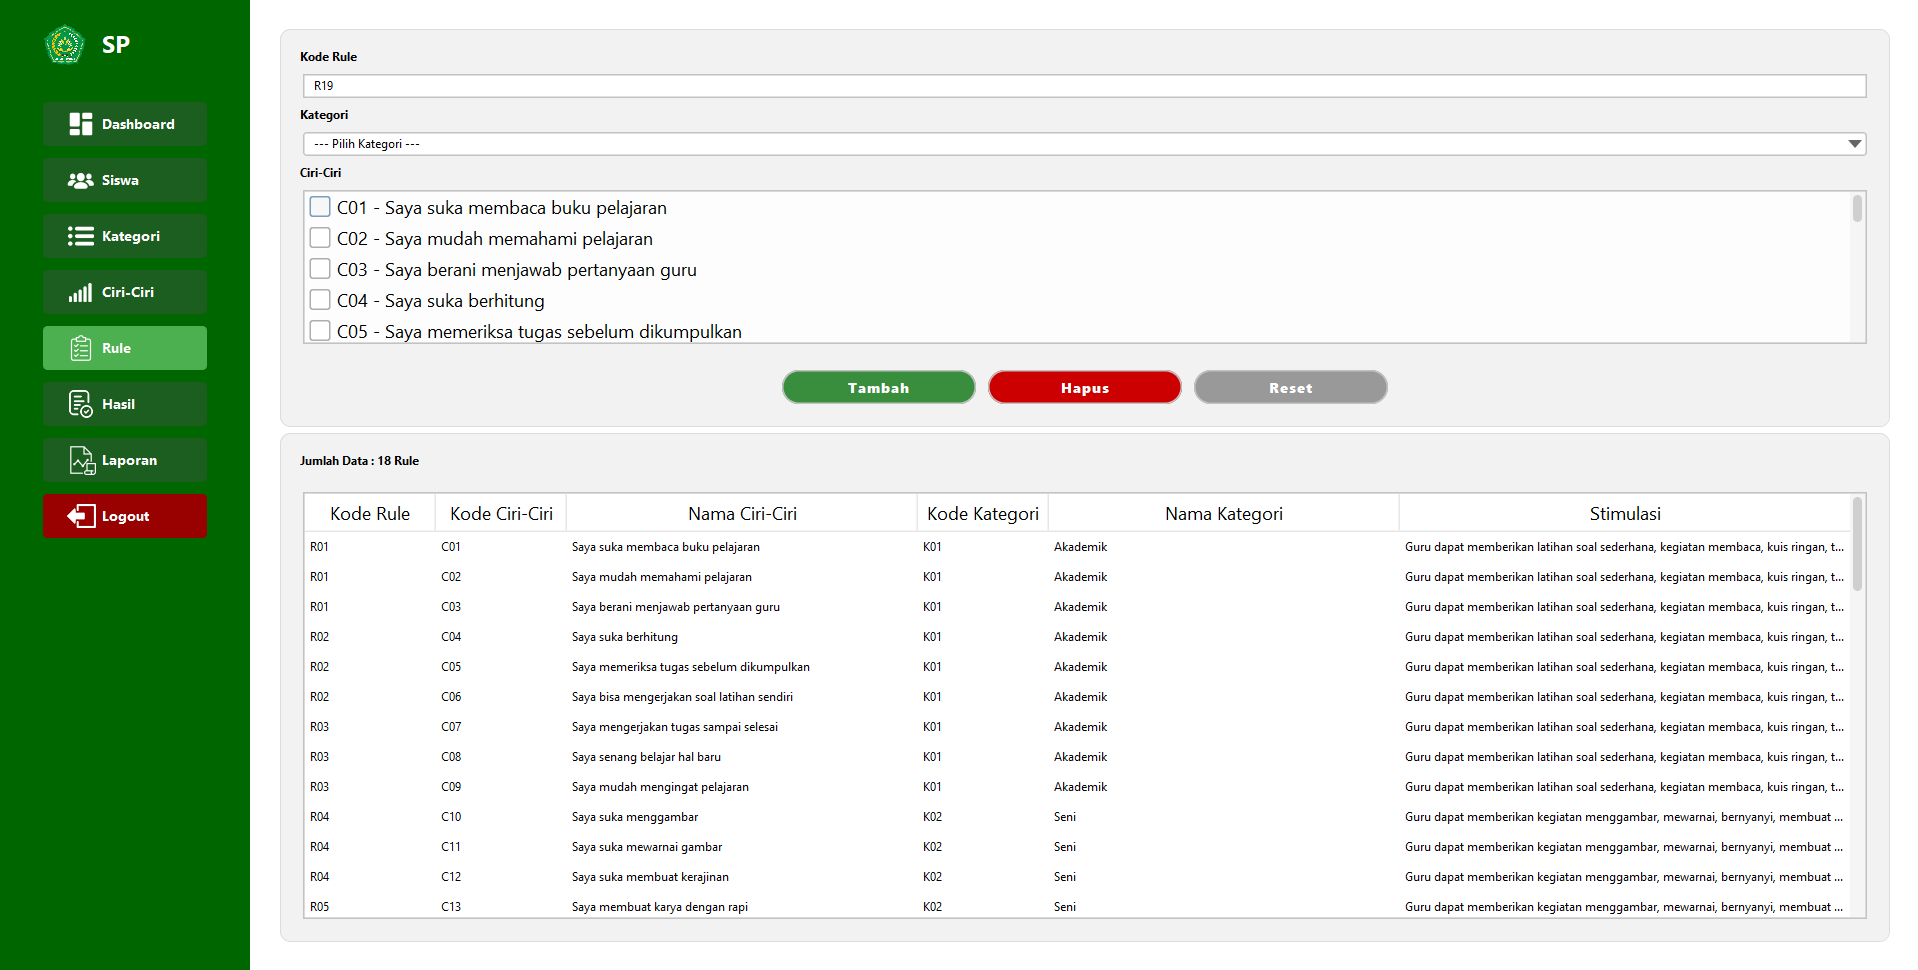 SP
Dashboard
Siswa
Kategori
Ciri-Ciri
Rule
Hasil
Laporan
Logout
Kode Rule
R19
Kategori
--- Pilih Kategori ---
Ciri-Ciri
C01 - Saya suka membaca buku pelajaran
C02 - Saya mudah memahami pelajaran
C03 - Saya berani menjawab pertanyaan guru
C04 - Saya suka berhitung
C05 - Saya memeriksa tugas sebelum dikumpulkan
Tambah Hapus Reset
Jumlah Data : 18 Rule
Kode Rule Kode Ciri-Ciri Nama Ciri-Ciri Kode Kategori Nama Kategori Stimulasi
R01 C01 Saya suka membaca buku pelajaran K01 Akademik Guru dapat memberikan latihan soal sederhana, kegiatan membaca, kuis ringan, t...
R01 C02 Saya mudah memahami pelajaran K01 Akademik Guru dapat memberikan latihan soal sederhana, kegiatan membaca, kuis ringan, t...
R01 C03 Saya berani menjawab pertanyaan guru K01 Akademik Guru dapat memberikan latihan soal sederhana, kegiatan membaca, kuis ringan, t...
R02 C04 Saya suka berhitung K01 Akademik Guru dapat memberikan latihan soal sederhana, kegiatan membaca, kuis ringan, t...
R02 C05 Saya memeriksa tugas sebelum dikumpulkan K01 Akademik Guru dapat memberikan latihan soal sederhana, kegiatan membaca, kuis ringan, t...
R02 C06 Saya bisa mengerjakan soal latihan sendiri K01 Akademik Guru dapat memberikan latihan soal sederhana, kegiatan membaca, kuis ringan, t...
R03 C07 Saya mengerjakan tugas sampai selesai K01 Akademik Guru dapat memberikan latihan soal sederhana, kegiatan membaca, kuis ringan, t...
R03 C08 Saya senang belajar hal baru K01 Akademik Guru dapat memberikan latihan soal sederhana, kegiatan membaca, kuis ringan, t...
R03 C09 Saya mudah mengingat pelajaran K01 Akademik Guru dapat memberikan latihan soal sederhana, kegiatan membaca, kuis ringan, t...
R04 C10 Saya suka menggambar K02 Seni Guru dapat memberikan kegiatan menggambar, mewarnai, bernyanyi, membuat ...
R04 C11 Saya suka mewarnai gambar K02 Seni Guru dapat memberikan kegiatan menggambar, mewarnai, bernyanyi, membuat ...
R04 C12 Saya suka membuat kerajinan K02 Seni Guru dapat memberikan kegiatan menggambar, mewarnai, bernyanyi, membuat ...
R05 C13 Saya membuat karya dengan rapi K02 Seni Guru dapat memberikan kegiatan menggambar, mewarnai, bernyanyi, membuat ...